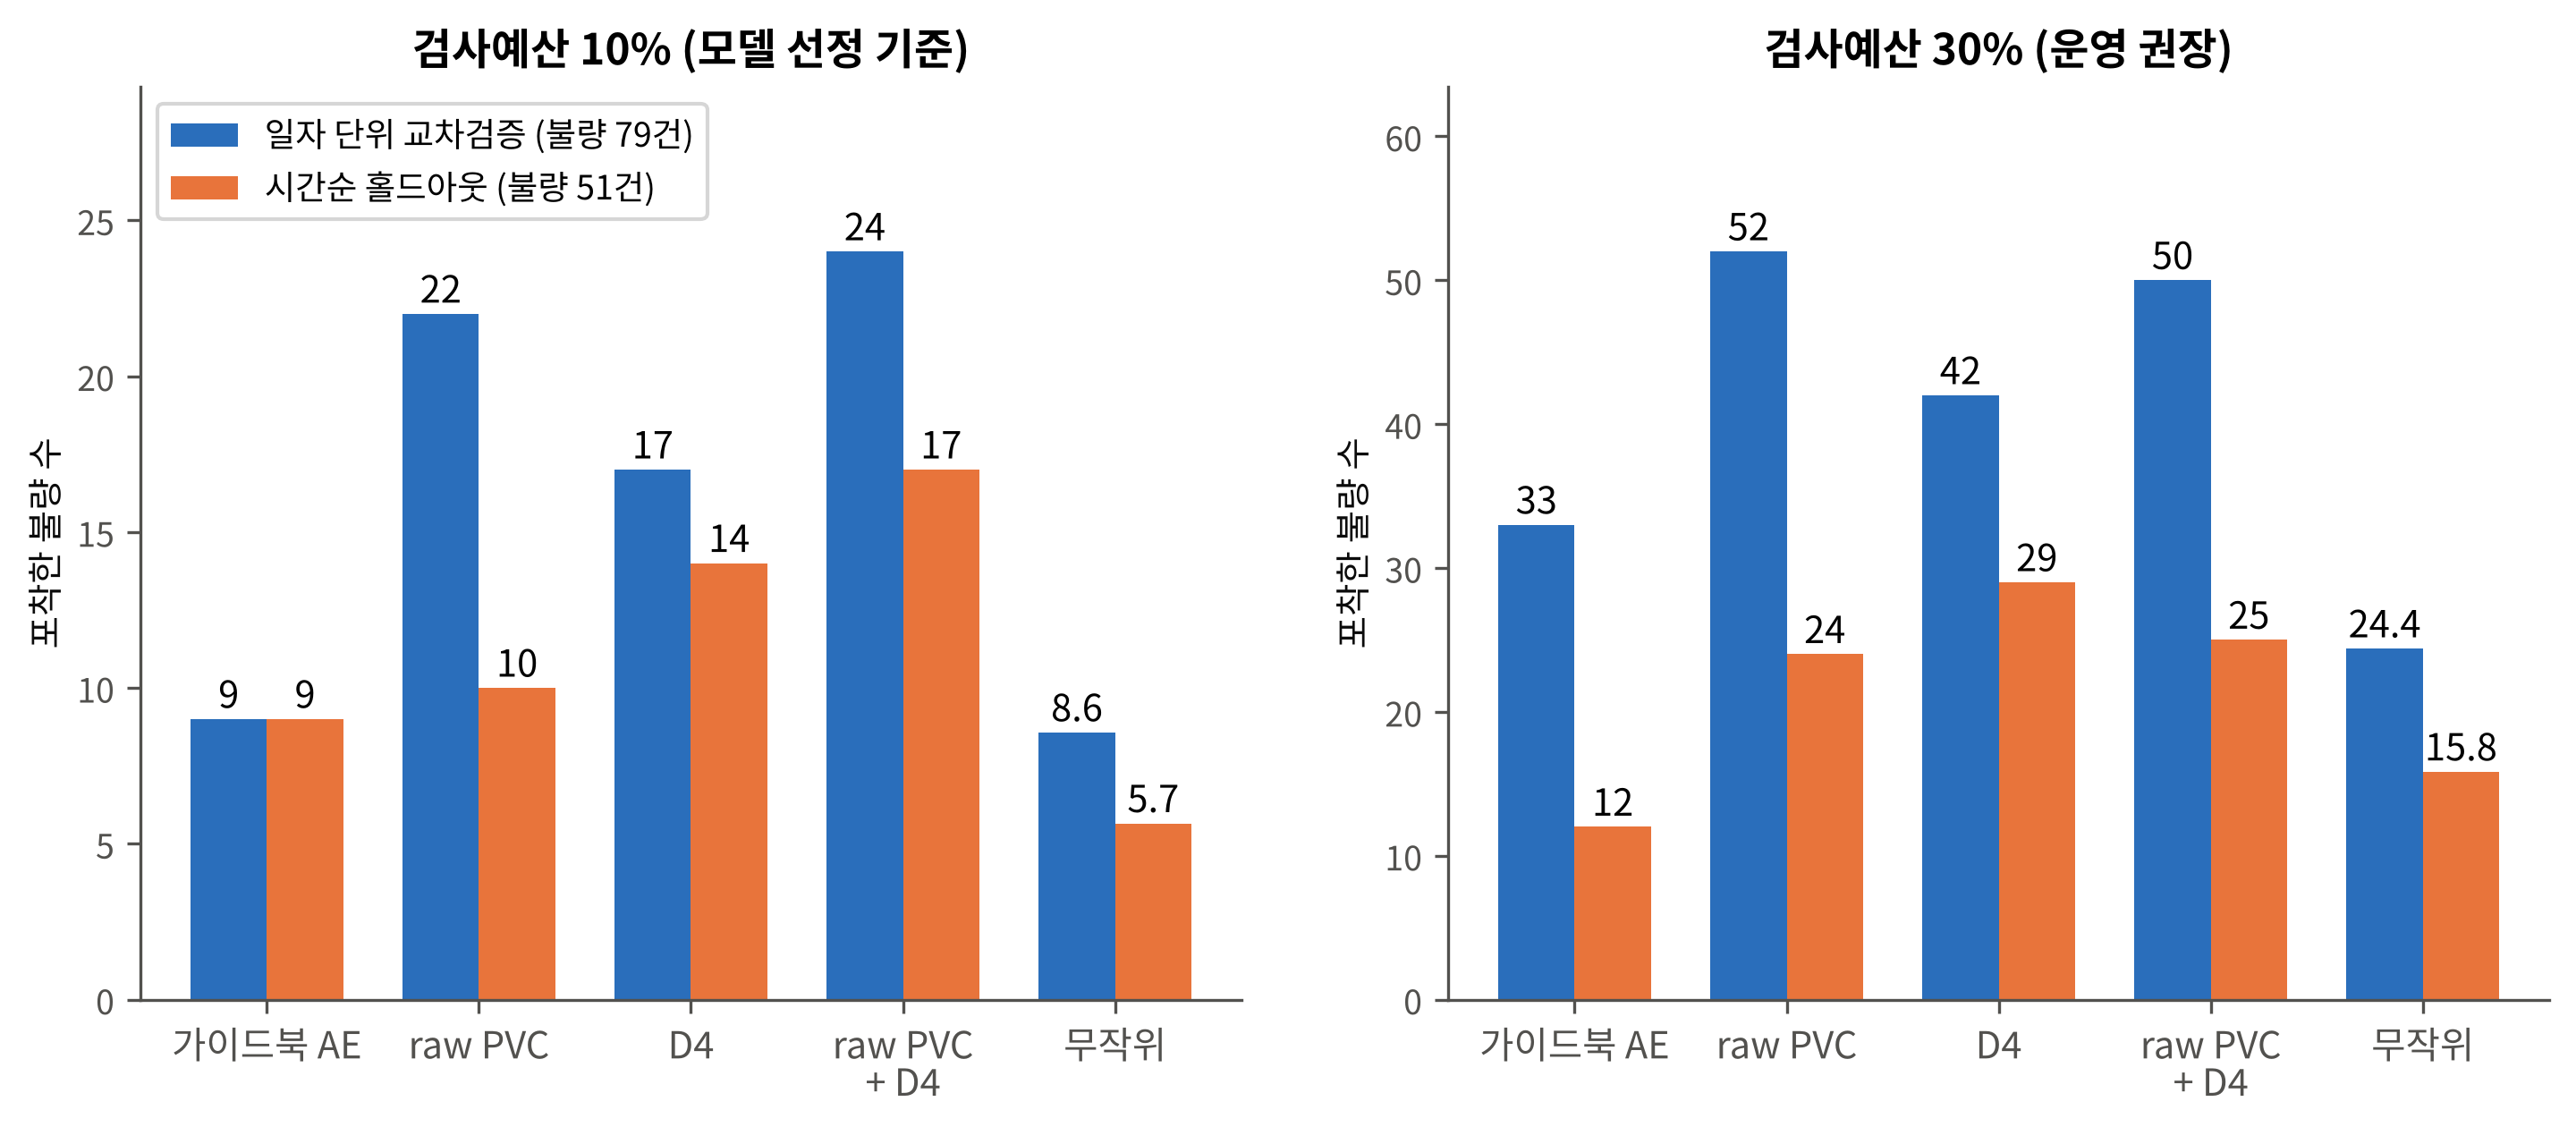 검사예산 10% (모델 선정 기준)
일자 단위 교차검증 (불량 79건)
시간순 홀드아웃 (불량 51건)
포착한 불량 수
25
20
15
10
5
0
9
9
22
10
17
14
24
17
8.6
5.7
가이드북 AE
raw PVC
D4
raw PVC
+ D4
무작위
검사예산 30% (운영 권장)
포착한 불량 수
60
50
40
30
20
10
0
33
12
52
24
42
29
50
25
24.4
15.8
가이드북 AE
raw PVC
D4
raw PVC
+ D4
무작위